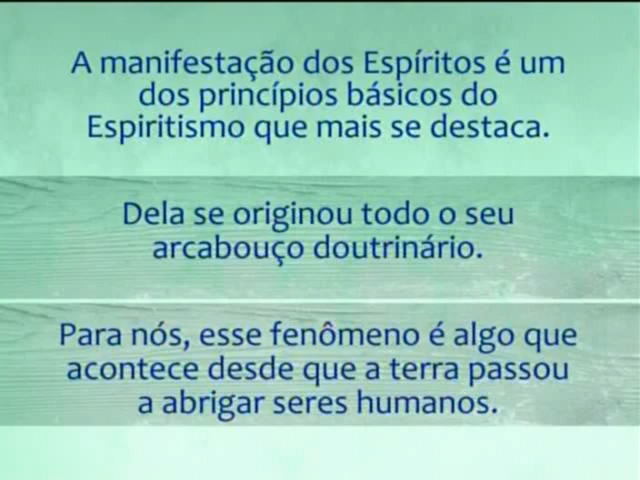 A manifestação dos Espíritos é um
dos princípios básicos do
Espiritismo que mais se destaca.
Dela se originou todo o seu
arcabouço doutrinário.
Para nós, esse fenômeno é algo que
acontece desde que a terra passou
a abrigar seres humanos.